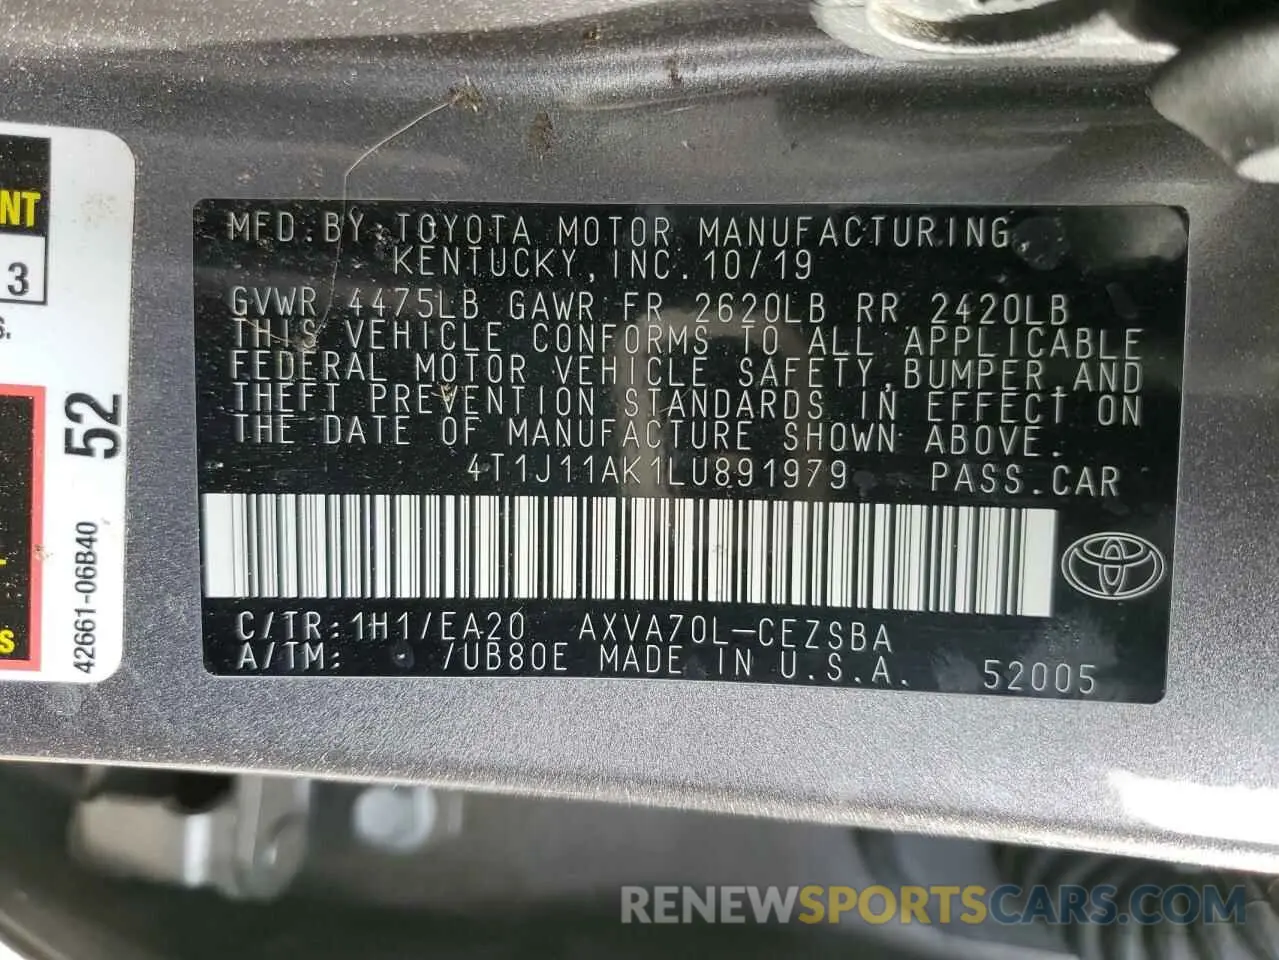 NT
3
S.
S
52
42661-06B40
MFD.BY TOYOTA MOTOR MANUFACTURING,
KENTUCKY, INC. 10/19
GVWR 4475LB GAWR FR 2620LB RR 2420LB
THIS VEHICLE CONFORMS TO ALL APPLICABLE
FEDERAL MOTOR VEHICLE SAFETY, BUMPER, AND
THEFT PREVENTION STANDARDS IN EFFECT ON
THE DATE OF MANUFACTURE SHOWN ABOVE.
4T1J11AK1LU891979 PASS.CAR
C/TR:1H1/EA20 AXVA70L-CEZSBA
A/TM: /UB80E MADE IN U.S.A. 52005
RENEWSPORTSCARS.COM